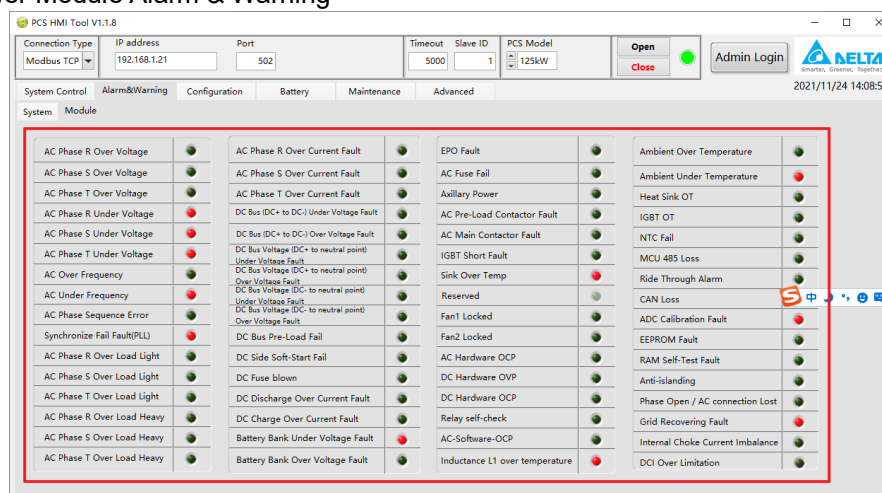 er Module Alarm & Warning
PCS HMI Tool V1.1.8
Connection Type IP address Port Timeout Slave ID PCS Model
Modbus TCP 192.168.1.21 502 5000 1 125kW
Open
Close
Admin Login
DELTA
Smarter. Greener. Together
System Control Alarm&Warning Configuration Battery Maintenance Advanced
2021/11/24 14:08:5
System Module
AC Phase R Over Voltage
AC Phase S Over Voltage
AC Phase T Over Voltage
AC Phase R Under Voltage
AC Phase S Under Voltage
AC Phase T Under Voltage
AC Over Frequency
AC Under Frequency
AC Phase Sequence Error
Synchronize Fail Fault(PLL)
AC Phase R Over Load Light
AC Phase S Over Load Light
AC Phase T Over Load Light
AC Phase R Over Load Heavy
AC Phase S Over Load Heavy
AC Phase T Over Load Heavy
AC Phase R Over Current Fault
AC Phase S Over Current Fault
AC Phase T Over Current Fault
DC Bus (DC+ to DC-) Under Voltage Fault
DC Bus (DC+ to DC-) Over Voltage Fault
DC Bus Voltage (DC+ to neutral point)
Under Voltage Fault
DC Bus Voltage (DC+ to neutral point)
Over Voltage Fault
DC Bus Voltage (DC- to neutral point)
Under Voltage Fault
DC Bus Voltage (DC- to neutral point)
Over Voltage Fault
DC Bus Pre-Load Fail
DC Side Soft-Start Fail
DC Fuse blown
DC Discharge Over Current Fault
DC Charge Over Current Fault
Battery Bank Under Voltage Fault
Battery Bank Over Voltage Fault
EPO Fault
AC Fuse Fail
Axillary Power
AC Pre-Load Contactor Fault
AC Main Contactor Fault
IGBT Short Fault
Sink Over Temp
Reserved
Fan1 Locked
Fan2 Locked
AC Hardware OCP
DC Hardware OVP
DC Hardware OCP
Relay self-check
AC-Software-OCP
Inductance L1 over temperature
Ambient Over Temperature
Ambient Under Temperature
Heat Sink OT
IGBT OT
NTC Fail
MCU 485 Loss
Ride Through Alarm
CAN Loss
ADC Calibration Fault
EEPROM Fault
RAM Self-Test Fault
Anti-islanding
Phase Open / AC connection Lost
Grid Recovering Fault
Internal Choke Current Imbalance
DCI Over Limitation
S 中